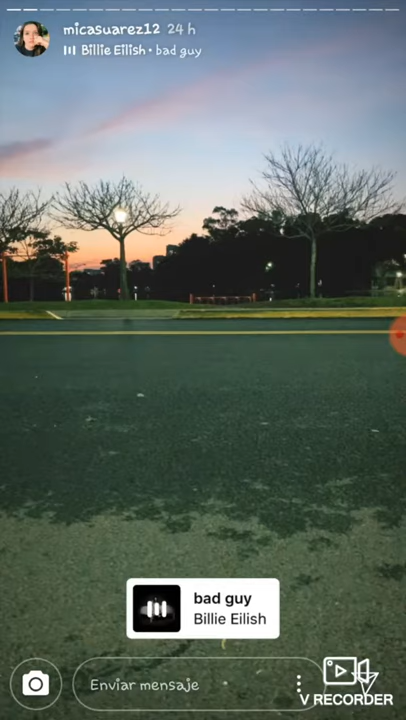 micasuarez12 24 h
Billie Eilish • bad guy
bad guy
Billie Eilish
Enviar mensaje
V RECORDER